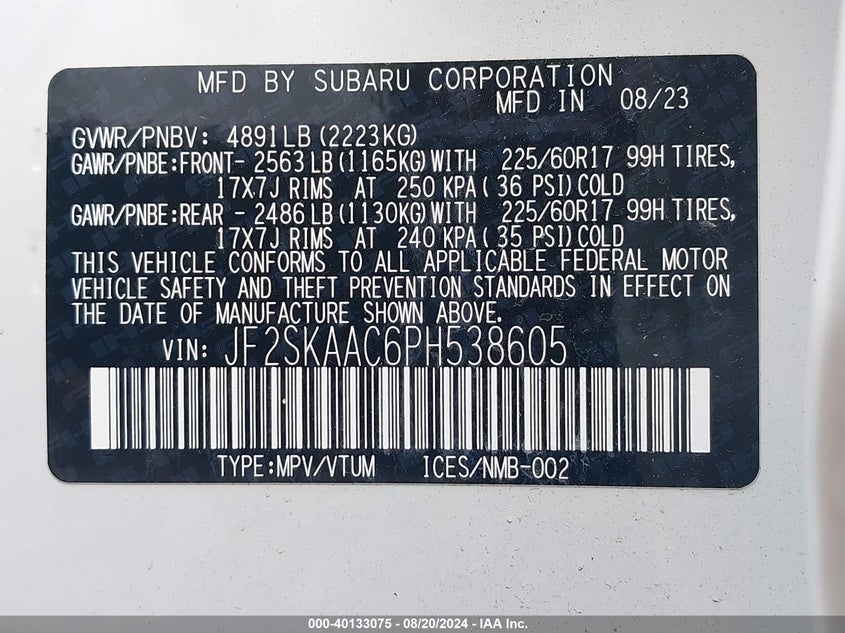 MFD BY SUBARU CORPORATION
MFD IN 08/23
GVWR/PNBV: 4891LB (2223KG)
GAWR/PNBE:FRONT- 2563 LB (1165KG) WITH 225/60R17 99H TIRES,
17X7J RIMS AT 250 KPA ( 36 PSI) COLD
GAWR/PNBE:REAR - 2486 LB (1130KG) WITH 225/60R17 99H TIRES,
17X7J RIMS AT 240 KPA ( 35 PSI) COLD
THIS VEHICLE CONFORMS TO ALL APPLICABLE FEDERAL MOTOR
VEHICLE SAFETY AND THEFT PREVENTION STANDARDS IN EFFECT ON
THE DATE OF MANUFACTURE SHOWN ABOVE.
VIN: JF2SKAAC6PH538605
TYPE:MPV/VTUM ICES/NMB-002
000-40133075 - 08/20/2024 - IAA Inc.